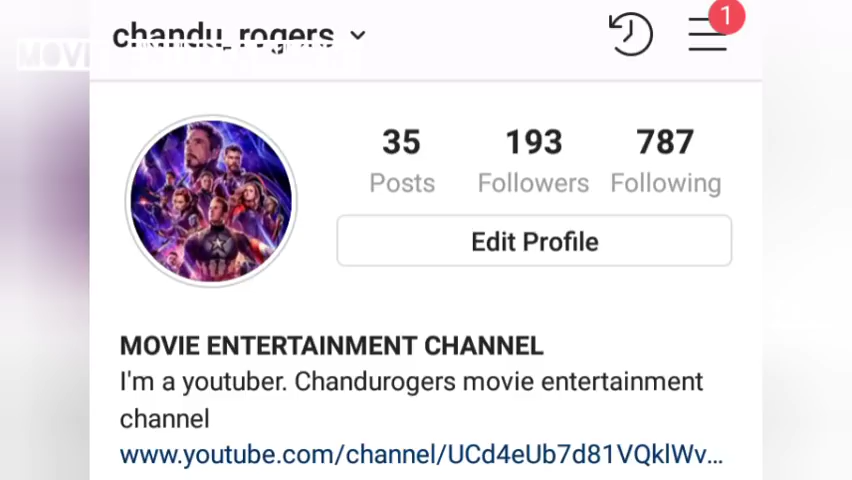 chandu_rogers
1
35 193 787
Posts Followers Following
Edit Profile
MOVIE ENTERTAINMENT CHANNEL
I'm a youtuber. Chandurogers movie entertainment
channel
www.youtube.com/channel/UCd4eUb7d81VQklWv...